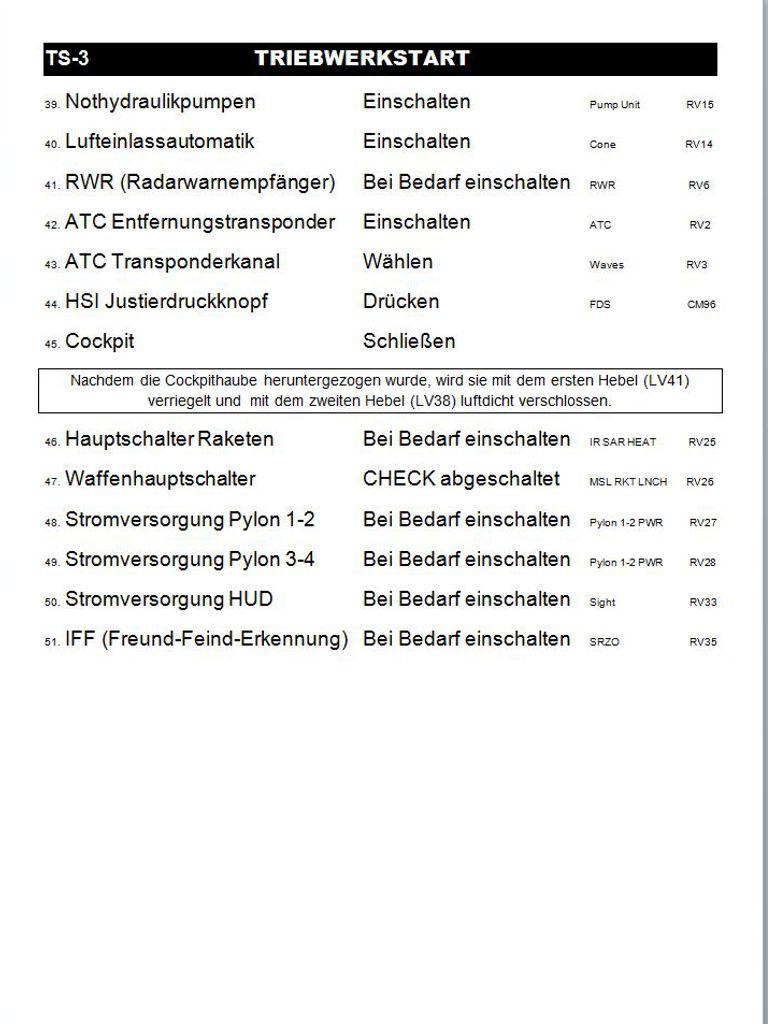 TS-3 TRIEBWERKSTART
39. Nothydraulikpumpen Einschalten Pump Unit RV15
40. Lufteinlassautomatik Einschalten Cone RV14
41. RWR (Radarwarnempfänger) Bei Bedarf einschalten RWR RV6
42. ATC Entfernungstransponder Einschalten ATC RV2
43. ATC Transponderkanal Wählen Waves RV3
44. HSI Justierdruckknopf Drücken FDS CM96
45. Cockpit Schließen
Nachdem die Cockpithaube heruntergezogen wurde, wird sie mit dem ersten Hebel (LV41)
verriegelt und mit dem zweiten Hebel (LV38) luftdicht verschlossen.
46. Hauptschalter Raketen Bei Bedarf einschalten IR SAR HEAT RV25
47. Waffenhauptschalter CHECK abgeschaltet MSL RKT LNCH RV26
48. Stromversorgung Pylon 1-2 Bei Bedarf einschalten Pylon 1-2 PWR RV27
49. Stromversorgung Pylon 3-4 Bei Bedarf einschalten Pylon 1-2 PWR RV28
50. Stromversorgung HUD Bei Bedarf einschalten Sight RV33
51. IFF (Freund-Feind-Erkennung) Bei Bedarf einschalten SRZO RV35